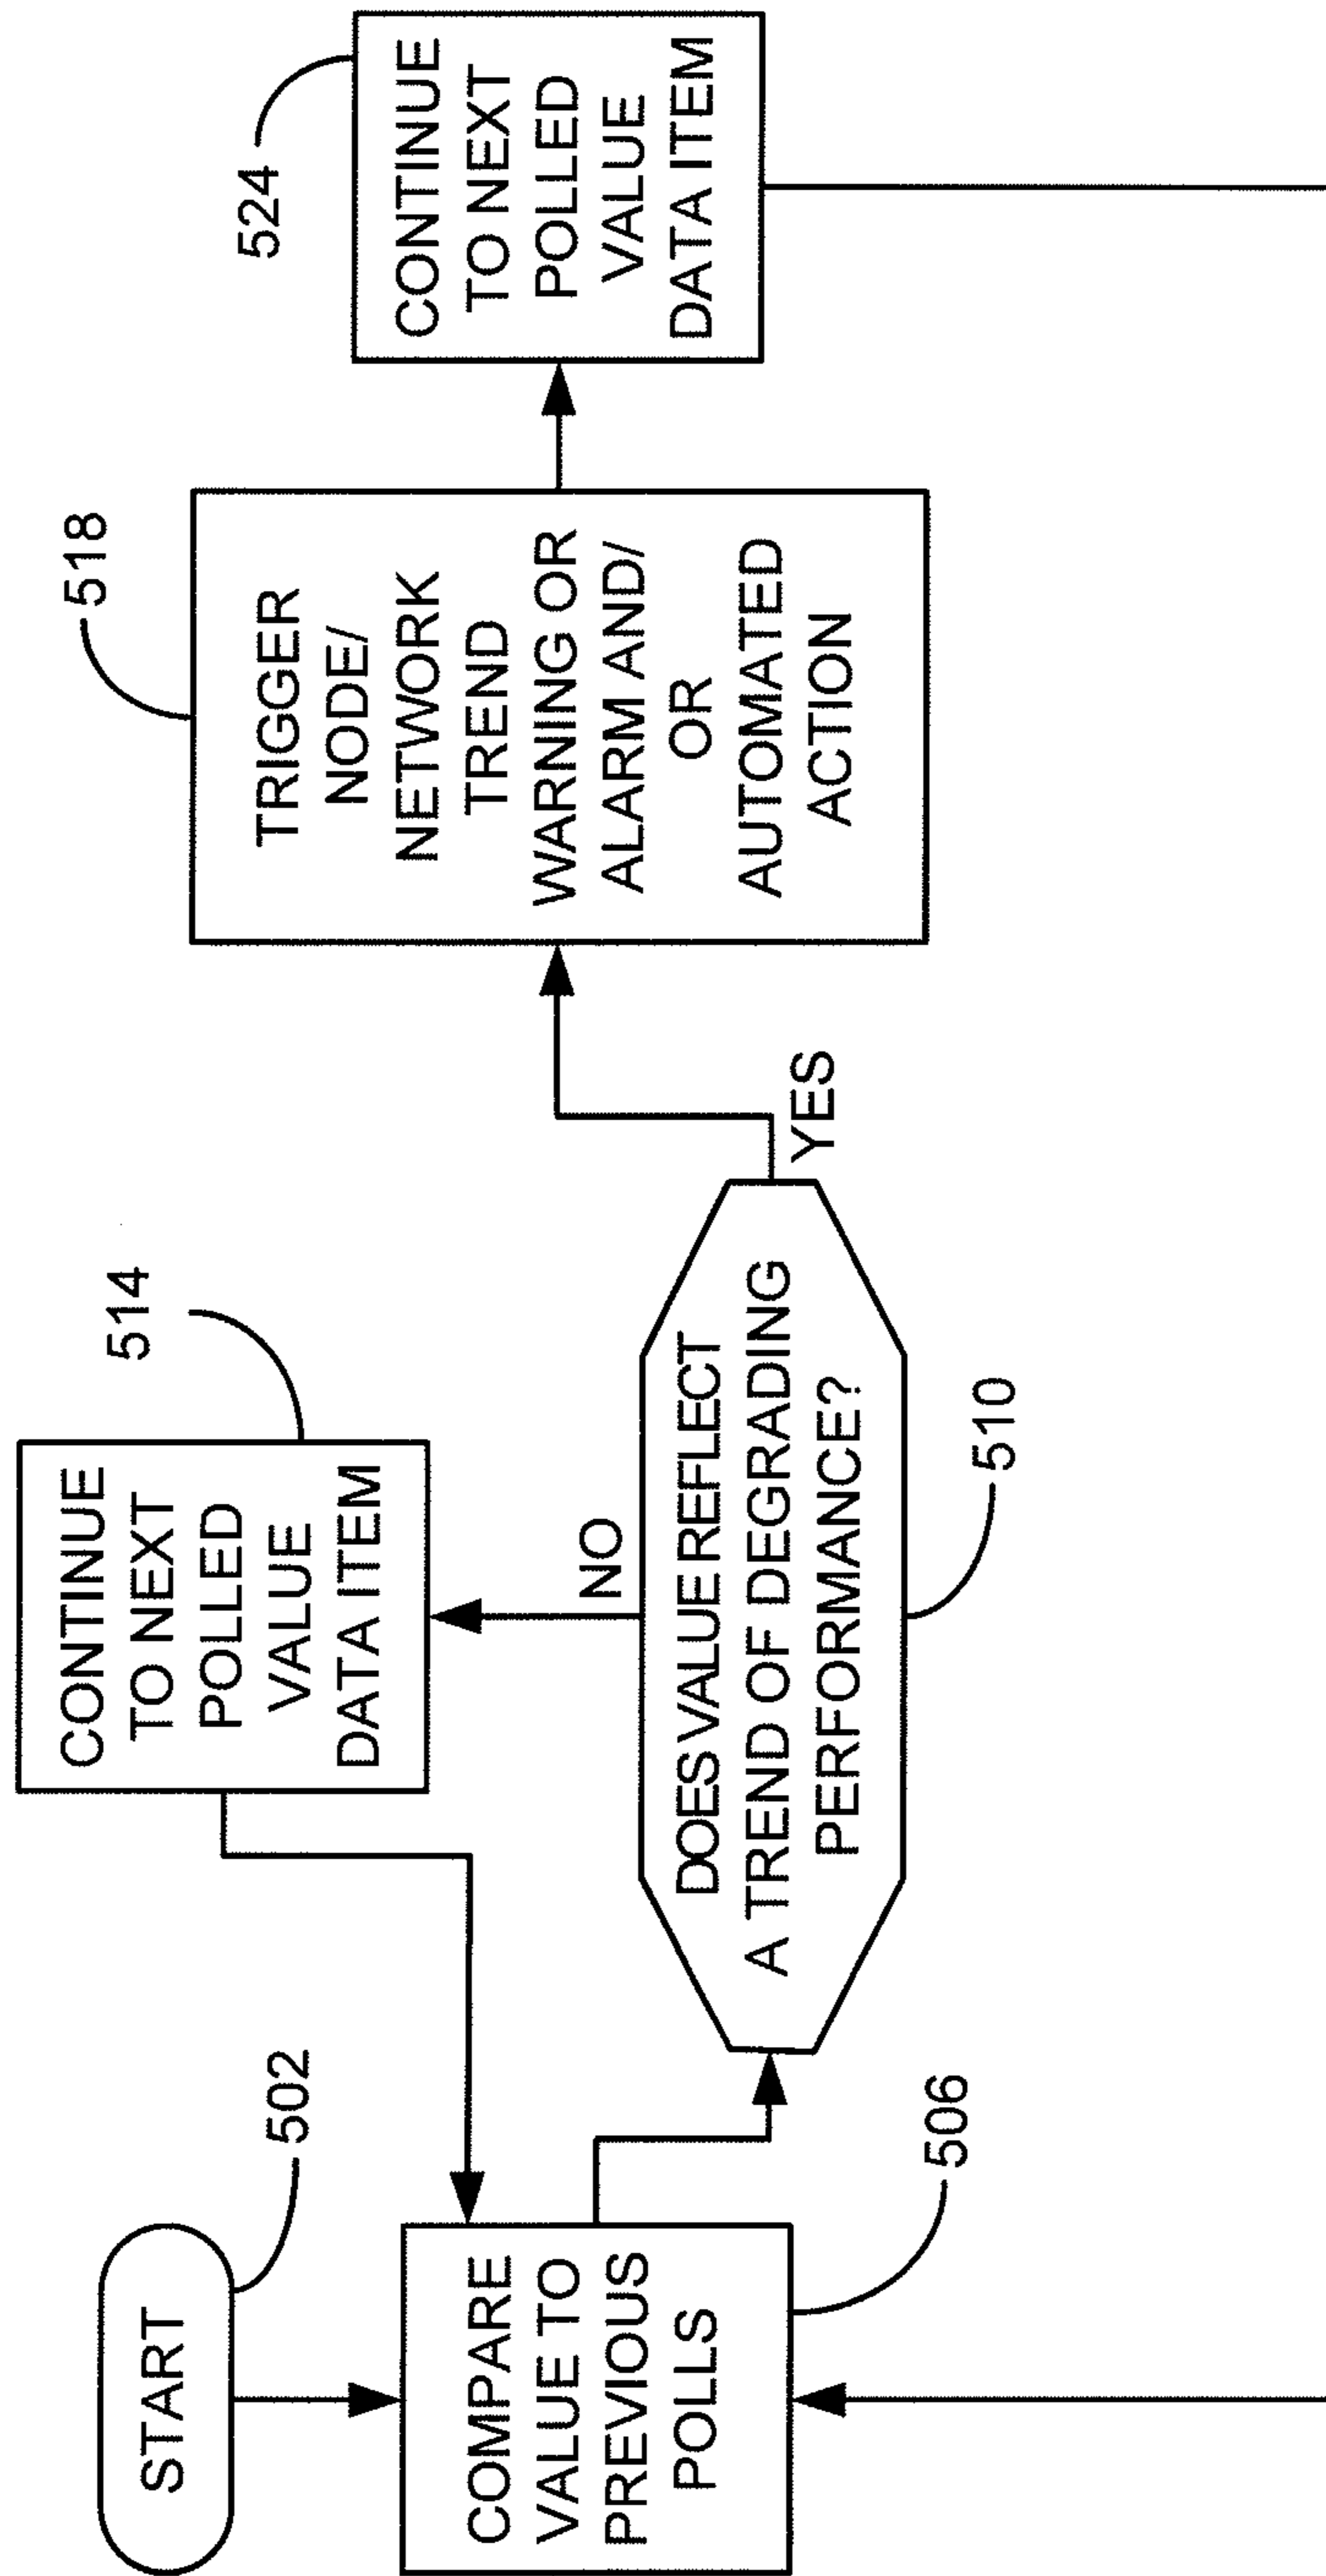 START
502
COMPARE
VALUE TO
PREVIOUS
POLLS
506
DOES VALUE REFLECT
A TREND OF DEGRADING
PERFORMANCE?
510
NO
CONTINUE
TO NEXT
POLLED
VALUE
DATA ITEM
514
YES
TRIGGER
NODE/
NETWORK
TREND
WARNING OR
ALARM AND/
OR
AUTOMATED
ACTION
518
CONTINUE
TO NEXT
POLLED
VALUE
DATA ITEM
524